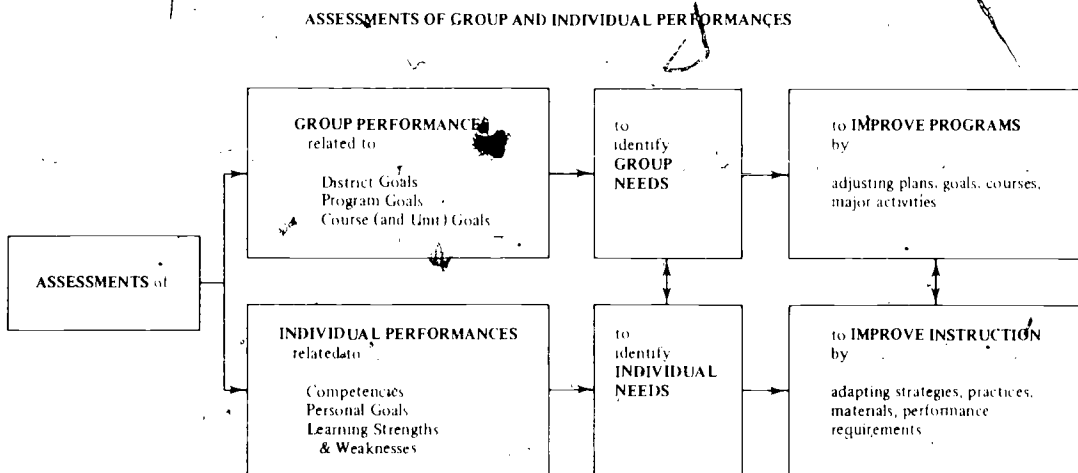 ASSESSMENTS OF GROUP AND INDIVIDUAL PERFORMANCES
ASSESSMENTS of
GROUP PERFORMANCES
related to
District Goals
Program Goals
Course (and Unit) Goals
to
identify
GROUP
NEEDS
to IMPROVE PROGRAMS
by
adjusting plans, goals, courses,
major activities
INDIVIDUAL PERFORMANCES
related to
Competencies
Personal Goals
Learning Strengths
& Weaknesses
to
identify
INDIVIDUAL
NEEDS
to IMPROVE INSTRUCTION
by
adapting strategies, practices,
materials, performance
requirements